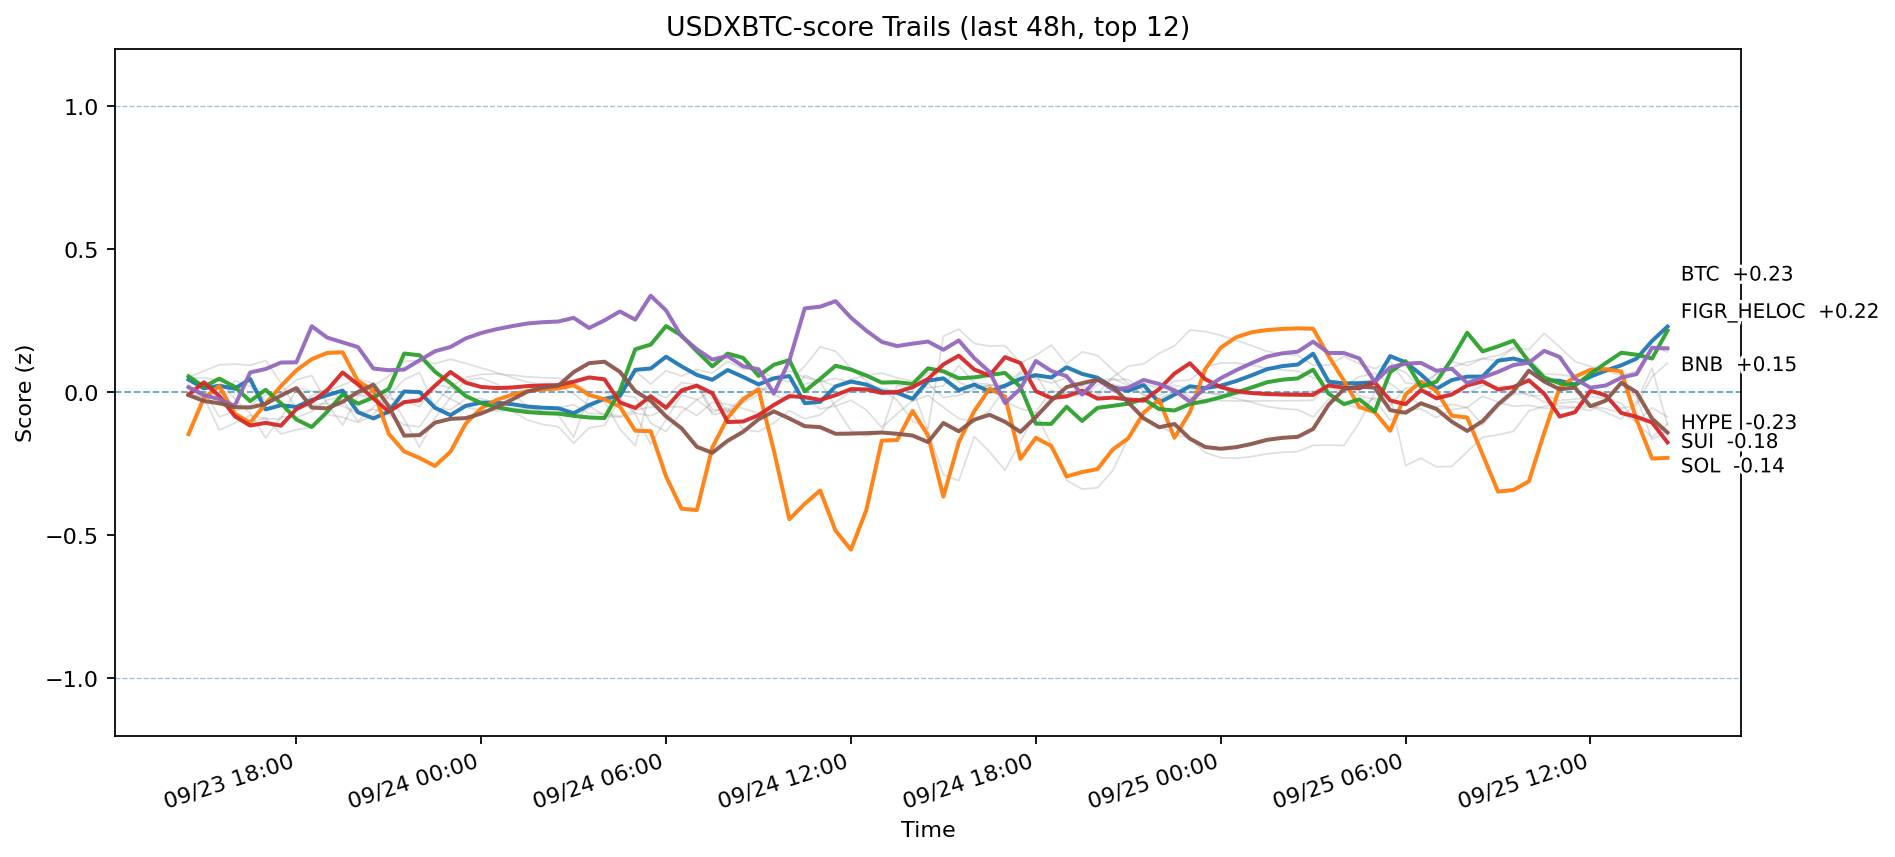 USDXBTC-score Trails (last 48h, top 12)
Score (z)
1.0
0.5
0.0
−0.5
−1.0
BTC +0.23
FIGR_HELOC +0.22
BNB +0.15
HYPE -0.23
SUI -0.18
SOL -0.14
09/23 18:00
09/24 00:00
09/24 06:00
09/24 12:00
09/24 18:00
09/25 00:00
09/25 06:00
09/25 12:00
Time